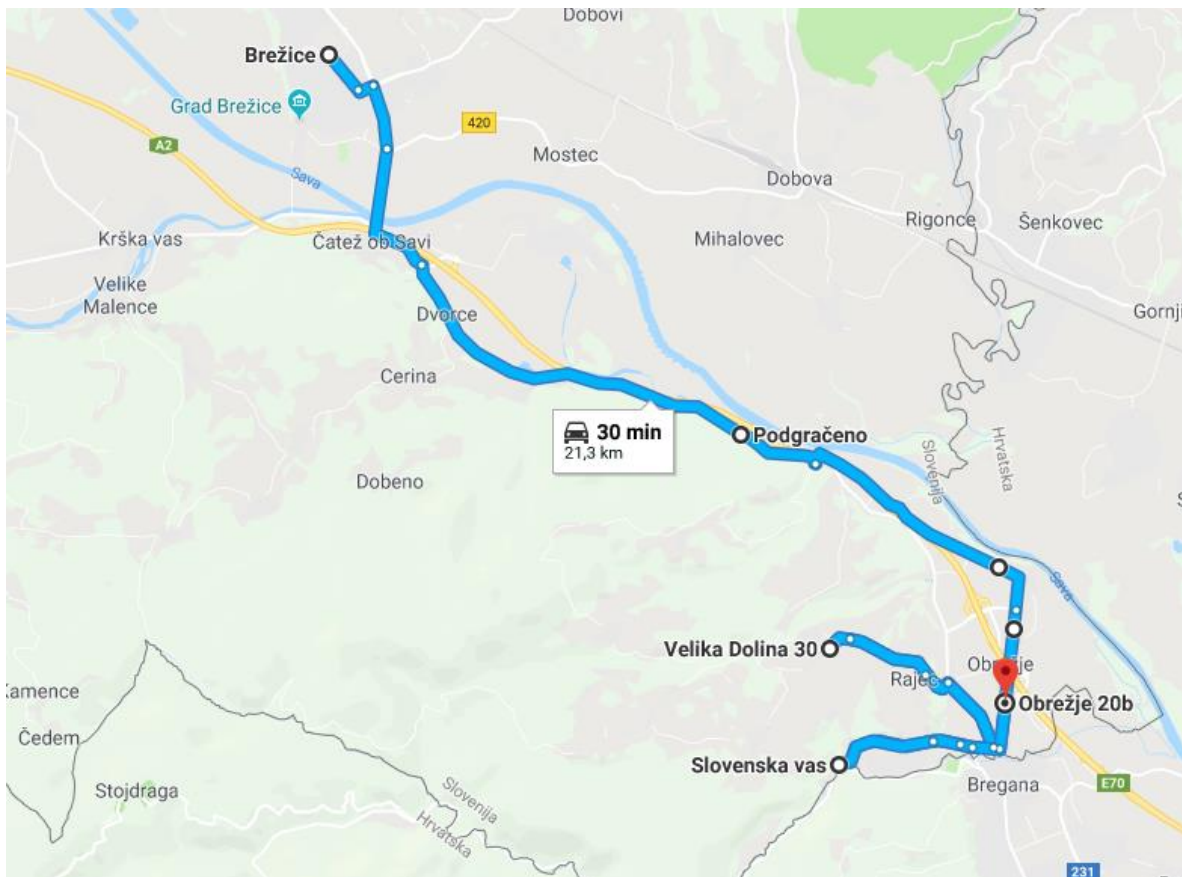 Dobovi
Brežice
Grad Brežice
420
A2
Mostec
Dobova
Sava
Rigonce
Šenkovec
Krška vas
Čatež ob Savi
Mihalovec
Velike
Malence
Dvorce
Gornji
Cerina
30 min
21,3 km
Podgračeno
Slovenija
Hrvatska
Dobeno
Sava
Velika Dolina 30
Rajec
Obrežje
Kamence
Obrežje 20b
Čedem
Slovenska vas
Bregana
E70
Stojdraga
Slovenija
Hrvatska
231